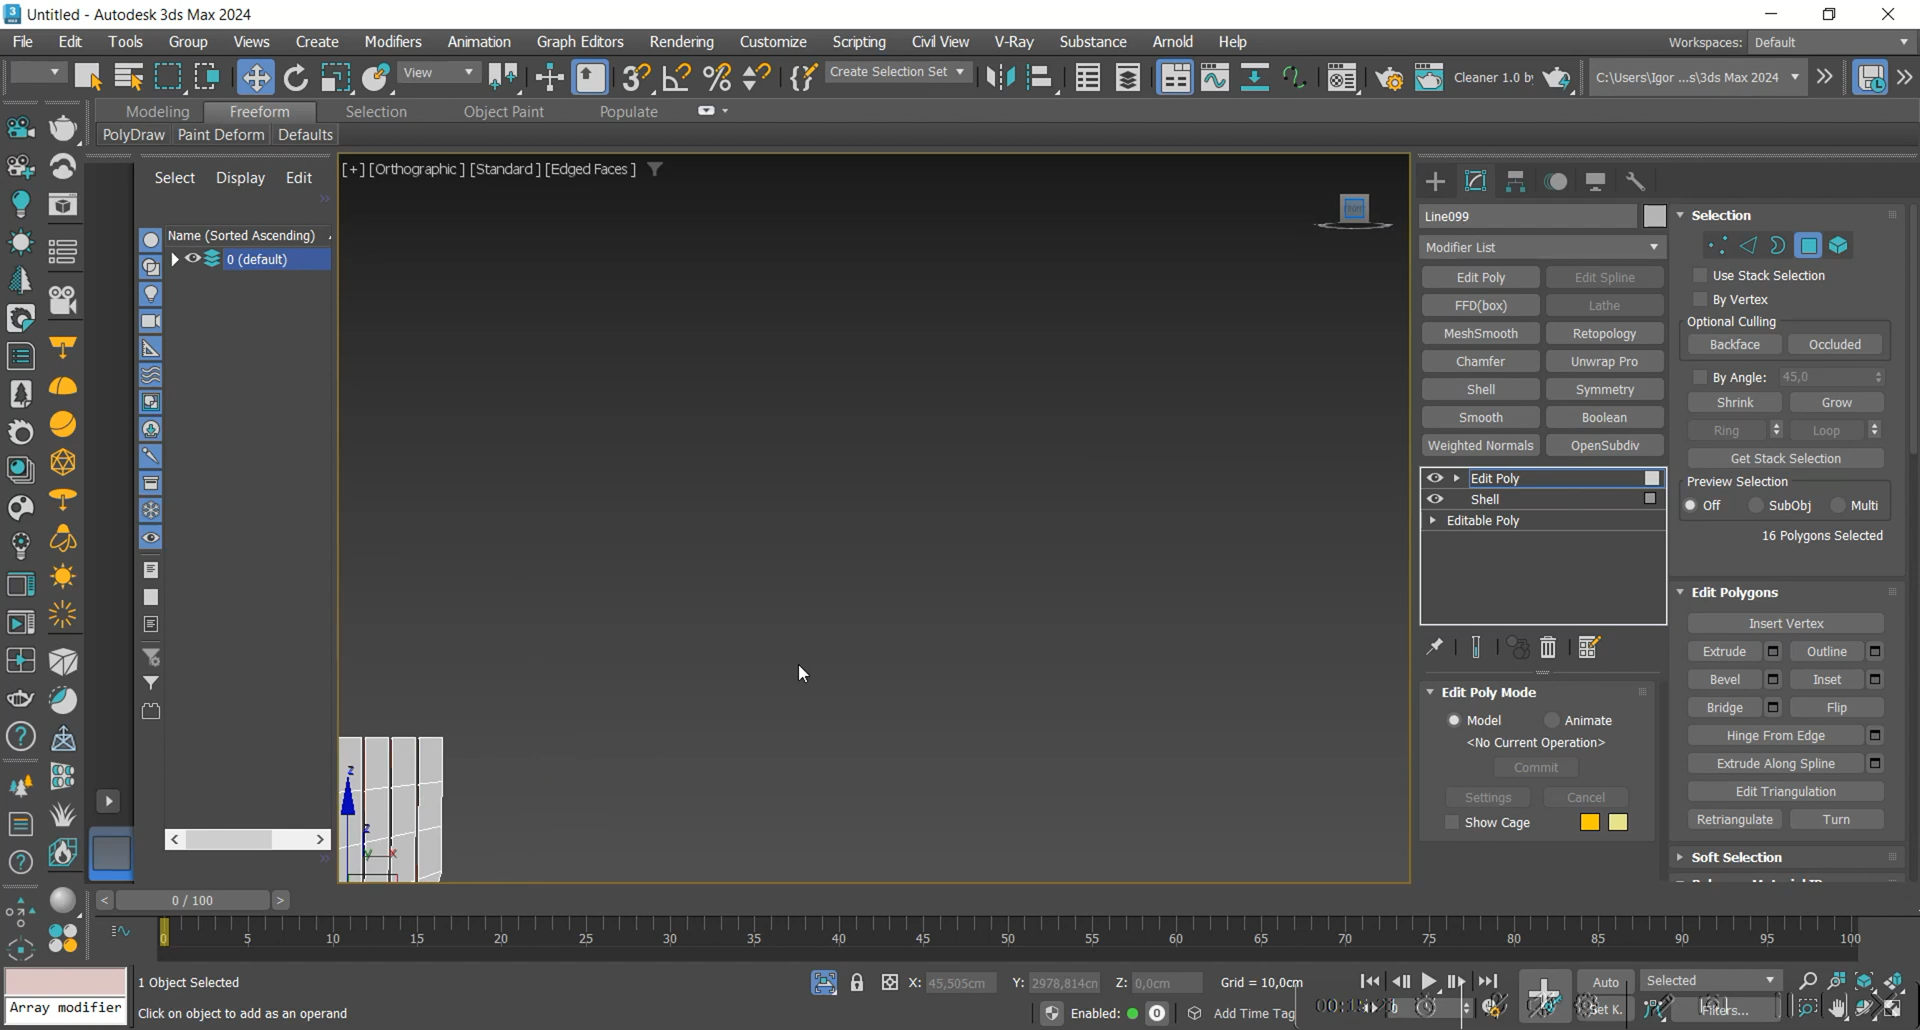 Untitled - Autodesk 3ds Max 2024
File Edit Tools Group Views Create Modifiers Animation Graph Editors Rendering Customize Scripting Civil View V-Ray Substance Arnold Help Workspaces: Default
View Create Selection Set Cleaner 1.0 by C:\Users\Igor ...s\3ds Max 2024
Modeling Freeform Selection Object Paint Populate
PolyDraw Paint Deform Defaults
Select Display Edit
Name (Sorted Ascending)
0 (default)
[+] [Orthographic] [Standard] [Edged Faces]
FRONT
z
z
y x
Line099
Modifier List
Edit Poly Edit Spline
FFD(box) Lathe
MeshSmooth Retopology
Chamfer Unwrap Pro
Shell Symmetry
Smooth Boolean
Weighted Normals OpenSubdiv
Edit Poly
Shell
Editable Poly
Edit Poly Mode
Model Animate
<No Current Operation>
Commit
Settings Cancel
Show Cage
Selection
Use Stack Selection
By Vertex
Optional Culling
Backface Occluded
By Angle: 45,0
Shrink Grow
Ring Loop
Get Stack Selection
Preview Selection
Off SubObj Multi
16 Polygons Selected
Edit Polygons
Insert Vertex
Extrude Outline
Bevel Inset
Bridge Flip
Hinge From Edge
Extrude Along Spline
Edit Triangulation
Retriangulate Turn
Soft Selection
< 0 / 100 >
0 5 10 15 20 25 30 35 40 45 50 55 60 65 70 75 80 85 90 95 100
1 Object Selected X: 45,505cm Y: 2978,814cn Z: 0,0cm Grid = 10,0cm Auto Selected
Array modifier Click on object to add as an operand Enabled: 0 Add Time Tag 0 Set K. Filters...